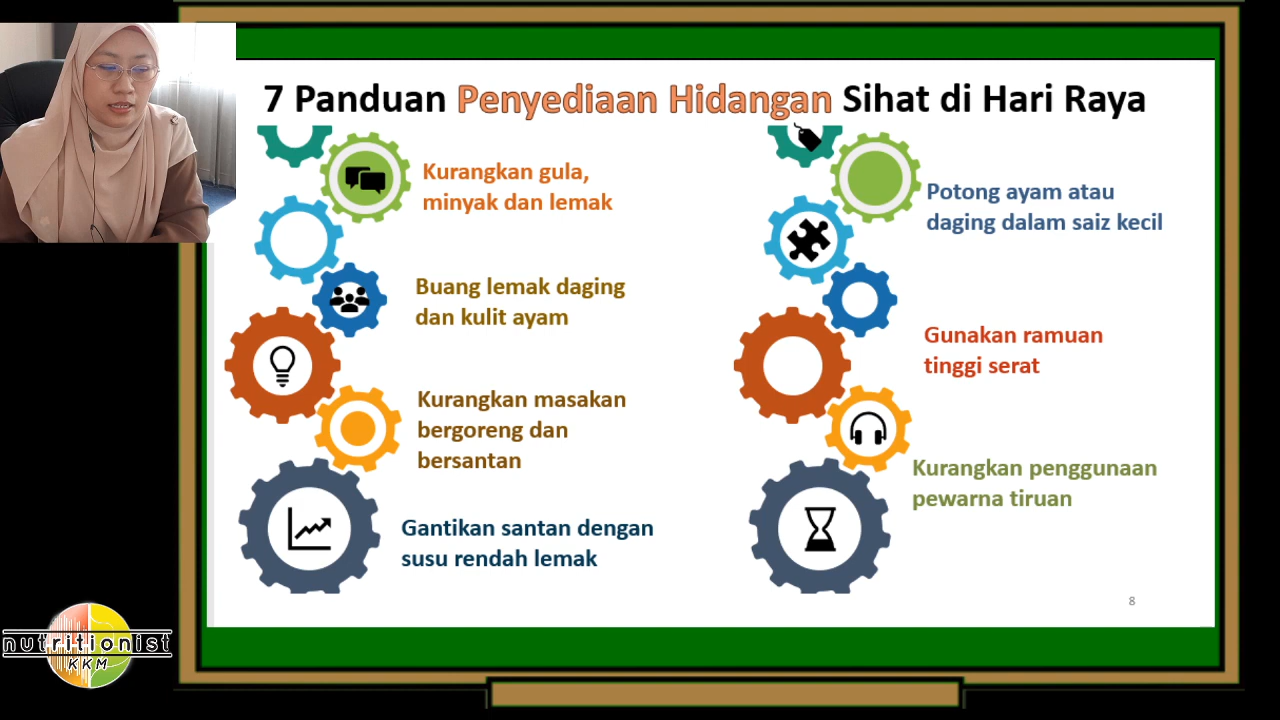 7 Panduan Penyediaan Hidangan Sihat di Hari Raya
Kurangkan gula,
minyak dan lemak
Buang lemak daging
dan kulit ayam
Kurangkan masakan
bergoreng dan
bersantan
Gantikan santan dengan
susu rendah lemak
Potong ayam atau
daging dalam saiz kecil
Gunakan ramuan
tinggi serat
Kurangkan penggunaan
pewarna tiruan
8
nutritionist
KKM